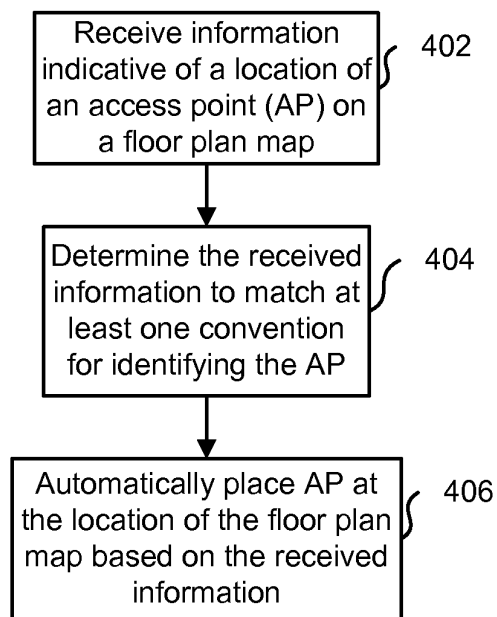 Receive information
indicative of a location of
an access point (AP) on
a floor plan map
402
Determine the received
information to match at
least one convention
for identifying the AP
404
Automatically place AP at
the location of the floor plan
map based on the received
information
406